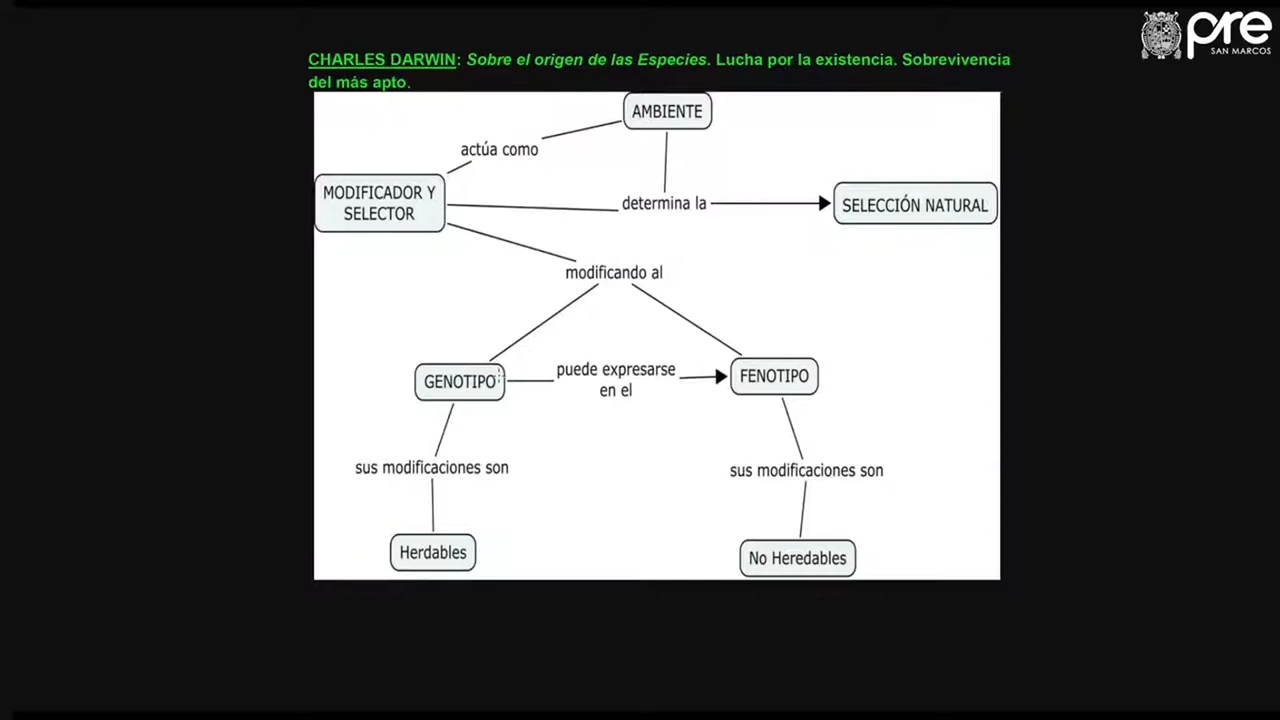 pre
SAN MARCOS
CHARLES DARWIN: Sobre el origen de las Especies. Lucha por la existencia. Sobrevivencia
del más apto.
AMBIENTE
actúa como
MODIFICADOR Y
SELECTOR
determina la
SELECCIÓN NATURAL
modificando al
GENOTIPO
puede expresarse
en el
FENOTIPO
sus modificaciones son
sus modificaciones son
Herdables
No Heredables